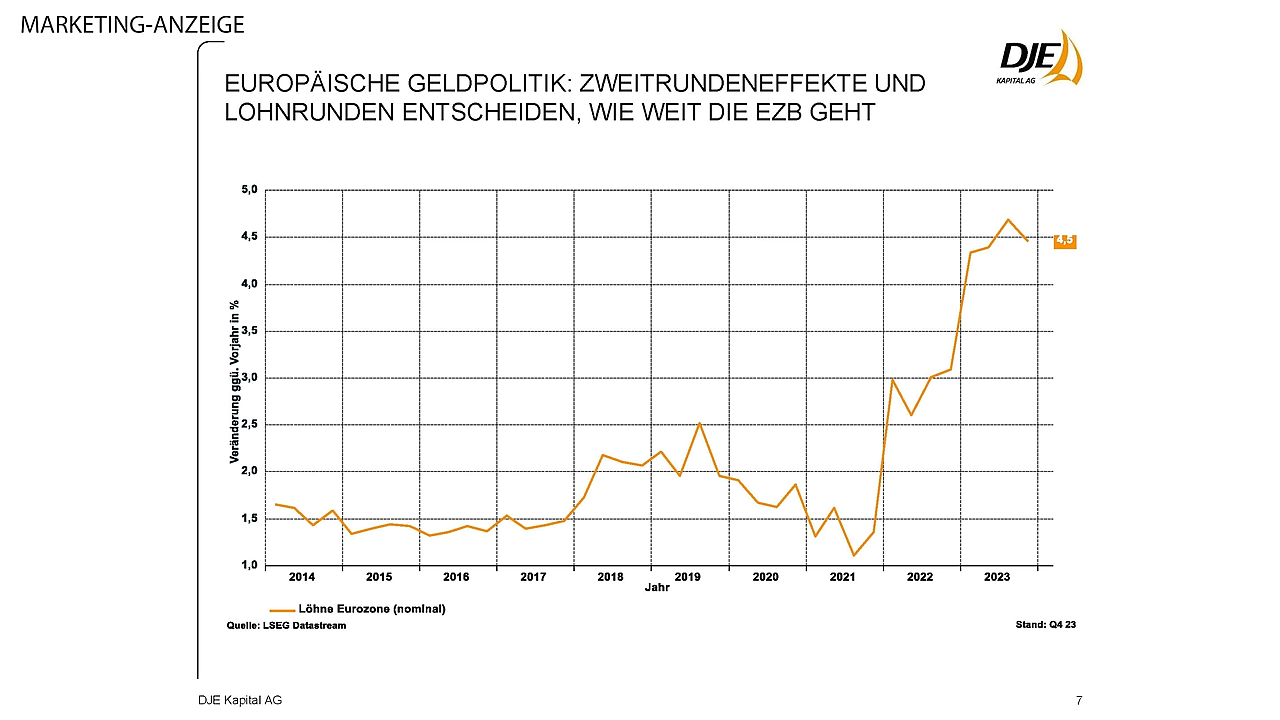 MARKETING-ANZEIGE
DJE
KAPITAL AG
EUROPÄISCHE GELDPOLITIK: ZWEITRUNDENEFFEKTE UND
LOHNRUNDEN ENTSCHEIDEN, WIE WEIT DIE EZB GEHT
Veränderung ggü. Vorjahr in %
5,0
4,5
4,0
3,5
3,0
2,5
2,0
1,5
1,0
4,5
2014 2015 2016 2017 2018 2019 2020 2021 2022 2023
Jahr
Löhne Eurozone (nominal)
Quelle: LSEG Datastream
Stand: Q4 23
DJE Kapital AG
7